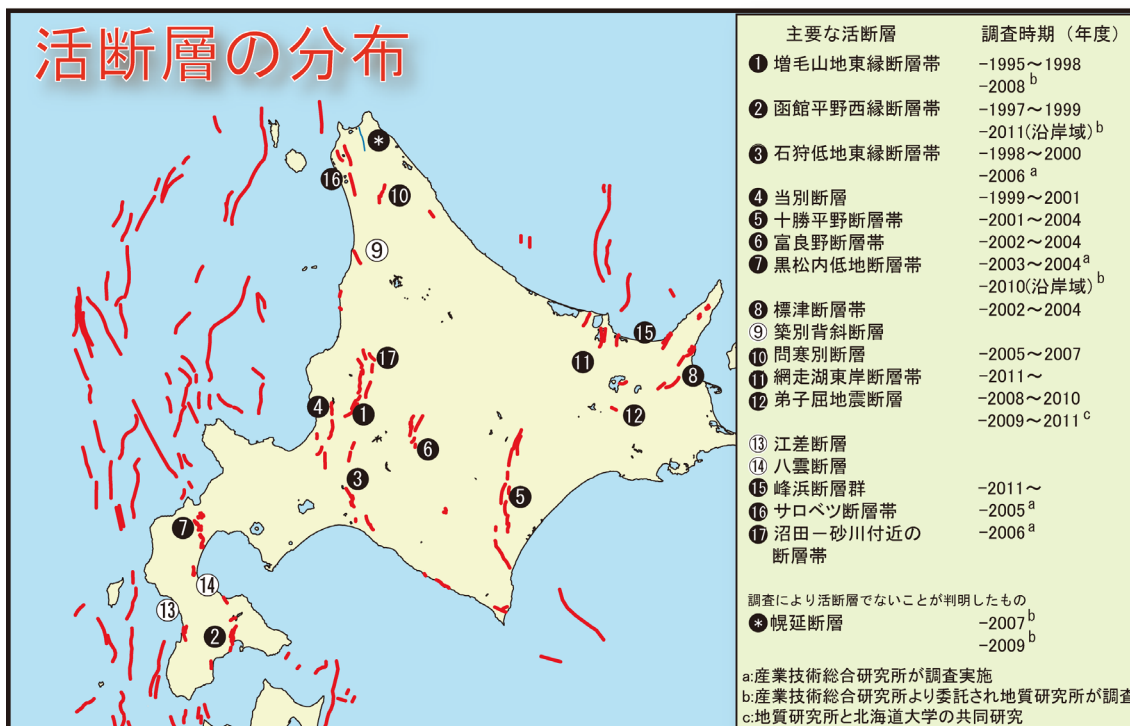 活断層の分布
主要な活断層 調査時期（年度）
❶ 増毛山地東縁断層帯 -1995～1998
-2008 b
❷ 函館平野西縁断層帯 -1997～1999
-2011(沿岸域) b
❸ 石狩低地東縁断層帯 -1998～2000
-2006 a
❹ 当別断層 -1999～2001
❺ 十勝平野断層帯 -2001～2004
❻ 富良野断層帯 -2002～2004
❼ 黒松内低地断層帯 -2003～2004 a
-2010(沿岸域) b
❽ 標津断層帯 -2002～2004
⑨ 築別背斜断層
❿ 問寒別断層 -2005～2007
⓫ 網走湖東岸断層帯 -2011～
⓬ 弟子屈地震断層 -2008～2010
-2009～2011 c
⑬ 江差断層
⑭ 八雲断層
⓯ 峰浜断層群 -2011～
⓰ サロベツ断層帯 -2005 a
⓱ 沼田－砂川付近の -2006 a
断層帯
調査により活断層でないことが判明したもの
* 幌延断層 -2007 b
-2009 b
a:産業技術総合研究所が調査実施
b:産業技術総合研究所より委託され地質研究所が調査
c:地質研究所と北海道大学の共同研究
*
⓰
❿
⑨
⓯
⓱
⓫
❽
❹
❶
⓬
❻
❸
❺
❼
⑭
⑬
❷